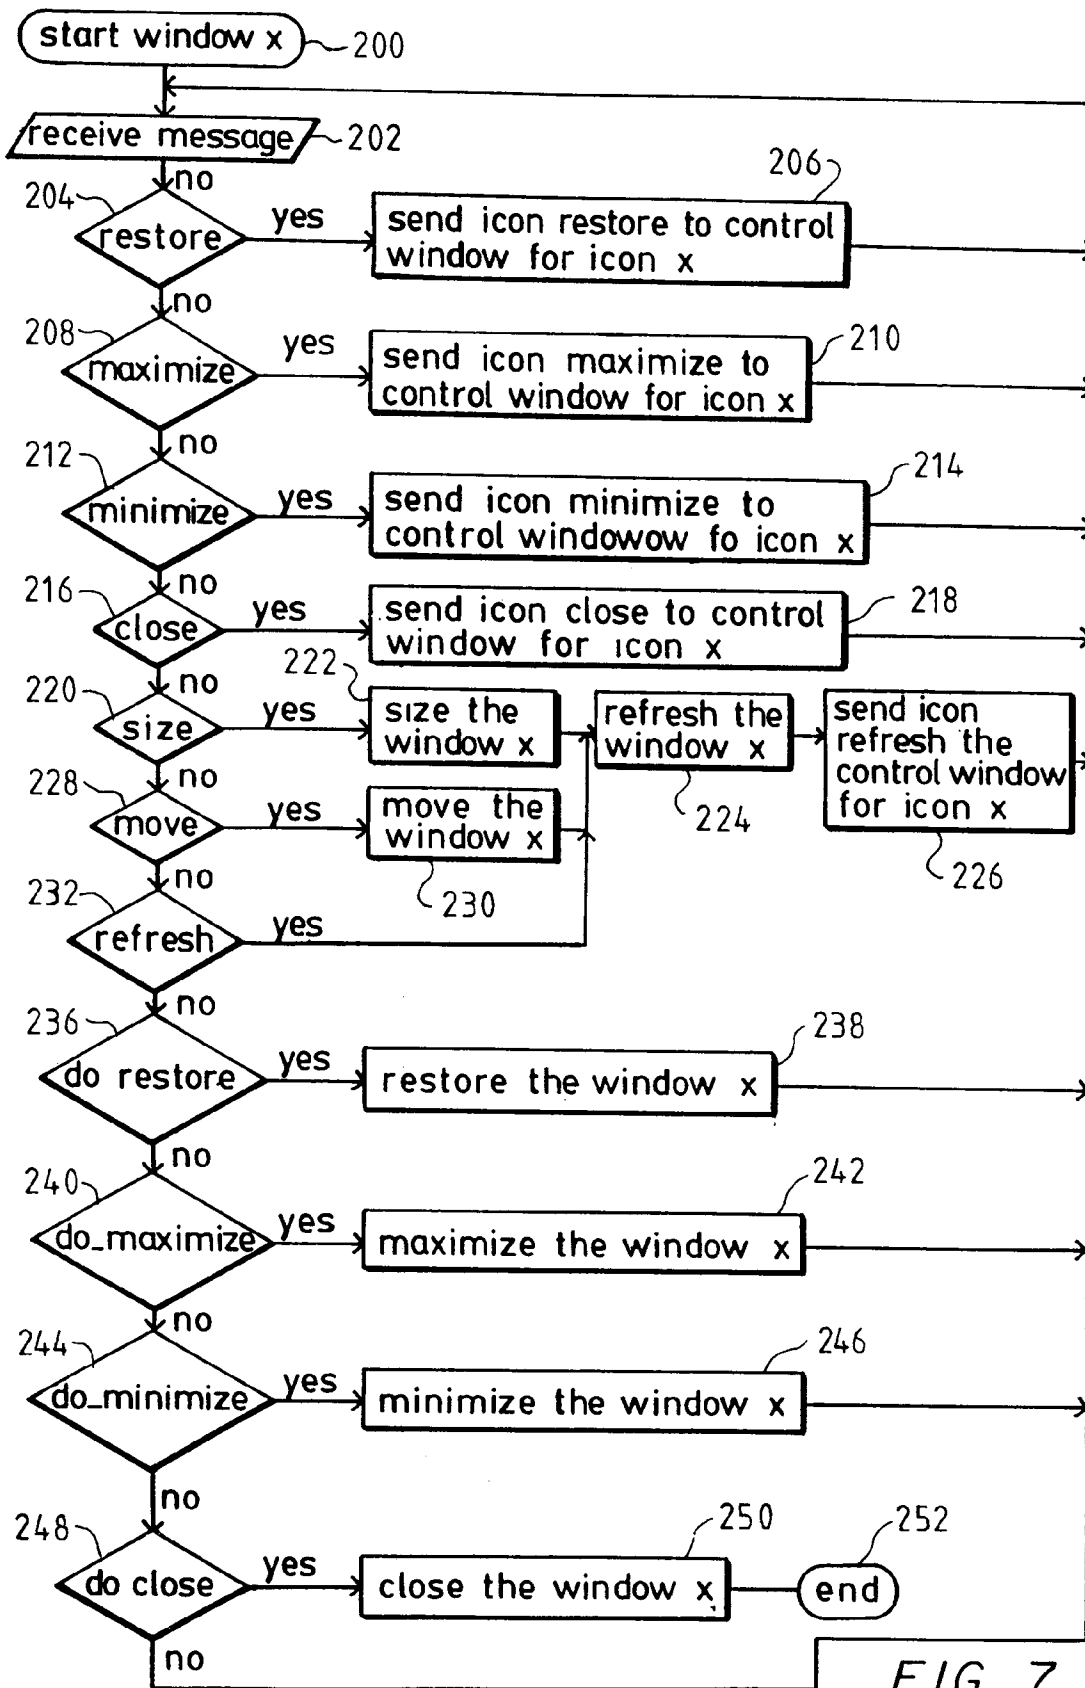 start window x
200
receive message
202
no
204
restore
yes
206
send icon restore to control
window for icon x
no
208
maximize
yes
210
send icon maximize to
control window for icon x
no
212
minimize
yes
214
send icon minimize to
control windowow fo icon x
no
216
close
yes
218
send icon close to control
window for icon x
no
220
size
yes
222
size the
window x
refresh the
window x
224
send icon
refresh the
control window
for icon x
226
no
228
move
yes
move the
window x
230
no
232
refresh
yes
no
236
do restore
yes
238
restore the window x
no
240
do_maximize
yes
242
maximize the window x
no
244
do_minimize
yes
246
minimize the window x
no
248
do close
yes
250
close the window x
252
end
no
FIG. 7